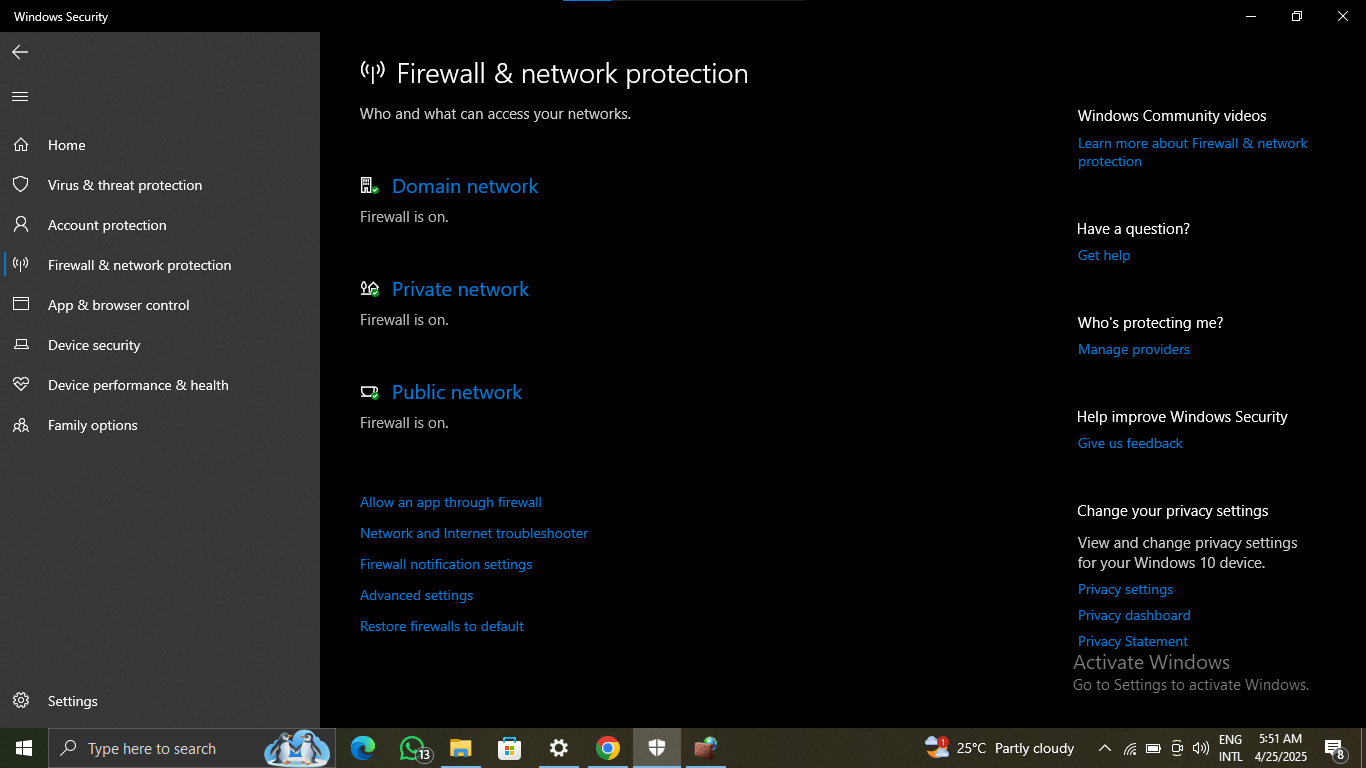 Windows Security
Home
Virus & threat protection
Account protection
Firewall & network protection
App & browser control
Device security
Device performance & health
Family options
Settings
Firewall & network protection
Who and what can access your networks.
Domain network
Firewall is on.
Private network
Firewall is on.
Public network
Firewall is on.
Allow an app through firewall
Network and Internet troubleshooter
Firewall notification settings
Advanced settings
Restore firewalls to default
Windows Community videos
Learn more about Firewall & network
protection
Have a question?
Get help
Who's protecting me?
Manage providers
Help improve Windows Security
Give us feedback
Change your privacy settings
View and change privacy settings
for your Windows 10 device.
Privacy settings
Privacy dashboard
Privacy Statement
Activate Windows
Go to Settings to activate Windows.
Type here to search
13
1
25°C Partly cloudy
ENG
INTL
5:51 AM
4/25/2025
8